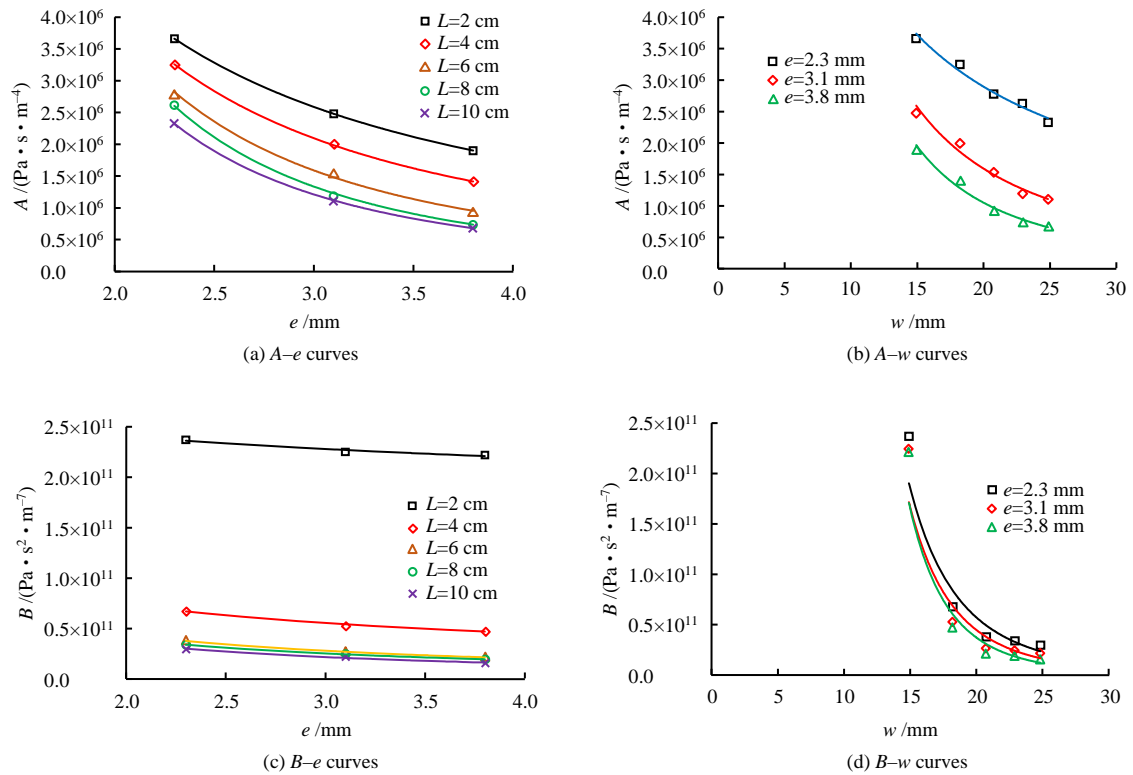 4.0×10⁶
3.5×10⁶
3.0×10⁶
2.5×10⁶
2.0×10⁶
1.5×10⁶
1.0×10⁶
0.5×10⁶
0.0
A /(Pa • s • m⁻⁴)
L=2 cm
L=4 cm
L=6 cm
L=8 cm
L=10 cm
2.0 2.5 3.0 3.5 4.0
e /mm
(a) A–e curves
4.0×10⁶
3.5×10⁶
3.0×10⁶
2.5×10⁶
2.0×10⁶
1.5×10⁶
1.0×10⁶
0.5×10⁶
0.0
A /(Pa • s • m⁻⁴)
e=2.3 mm
e=3.1 mm
e=3.8 mm
0 5 10 15 20 25 30
w /mm
(b) A–w curves
2.5×10¹¹
2.0×10¹¹
1.5×10¹¹
1.0×10¹¹
0.5×10¹¹
0.0
B /(Pa • s² • m⁻⁷)
L=2 cm
L=4 cm
L=6 cm
L=8 cm
L=10 cm
2.0 2.5 3.0 3.5 4.0
e /mm
(c) B–e curves
2.5×10¹¹
2.0×10¹¹
1.5×10¹¹
1.0×10¹¹
0.5×10¹¹
0.0
B /(Pa • s² • m⁻⁷)
e=2.3 mm
e=3.1 mm
e=3.8 mm
0 5 10 15 20 25 30
w /mm
(d) B–w curves